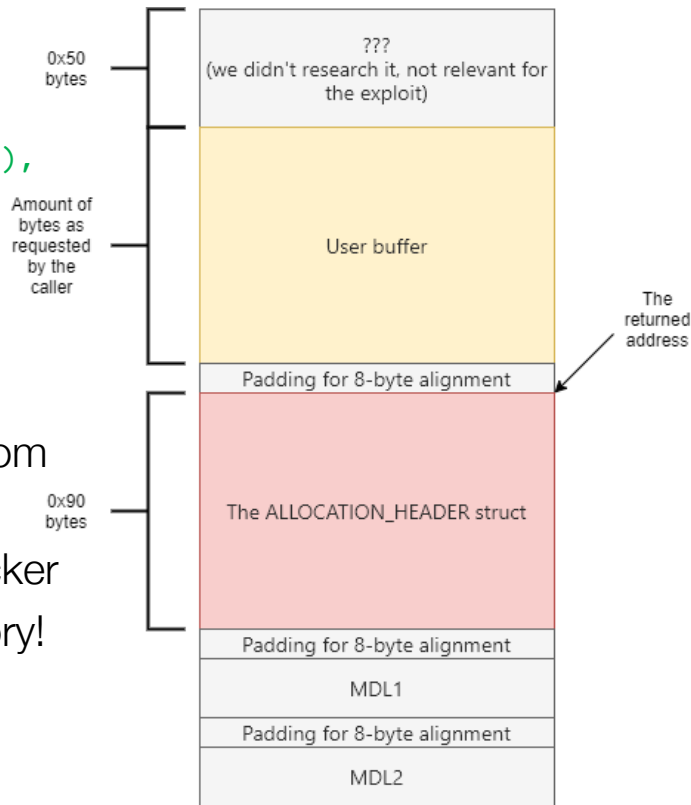 0x50
bytes
???
(we didn't research it, not relevant for
the exploit)
),
Amount of
bytes as
requested
by the
caller
User buffer
The
returned
address
Padding for 8-byte alignment
om
0x90
bytes
The ALLOCATION_HEADER struct
cker
ory!
Padding for 8-byte alignment
MDL1
Padding for 8-byte alignment
MDL2